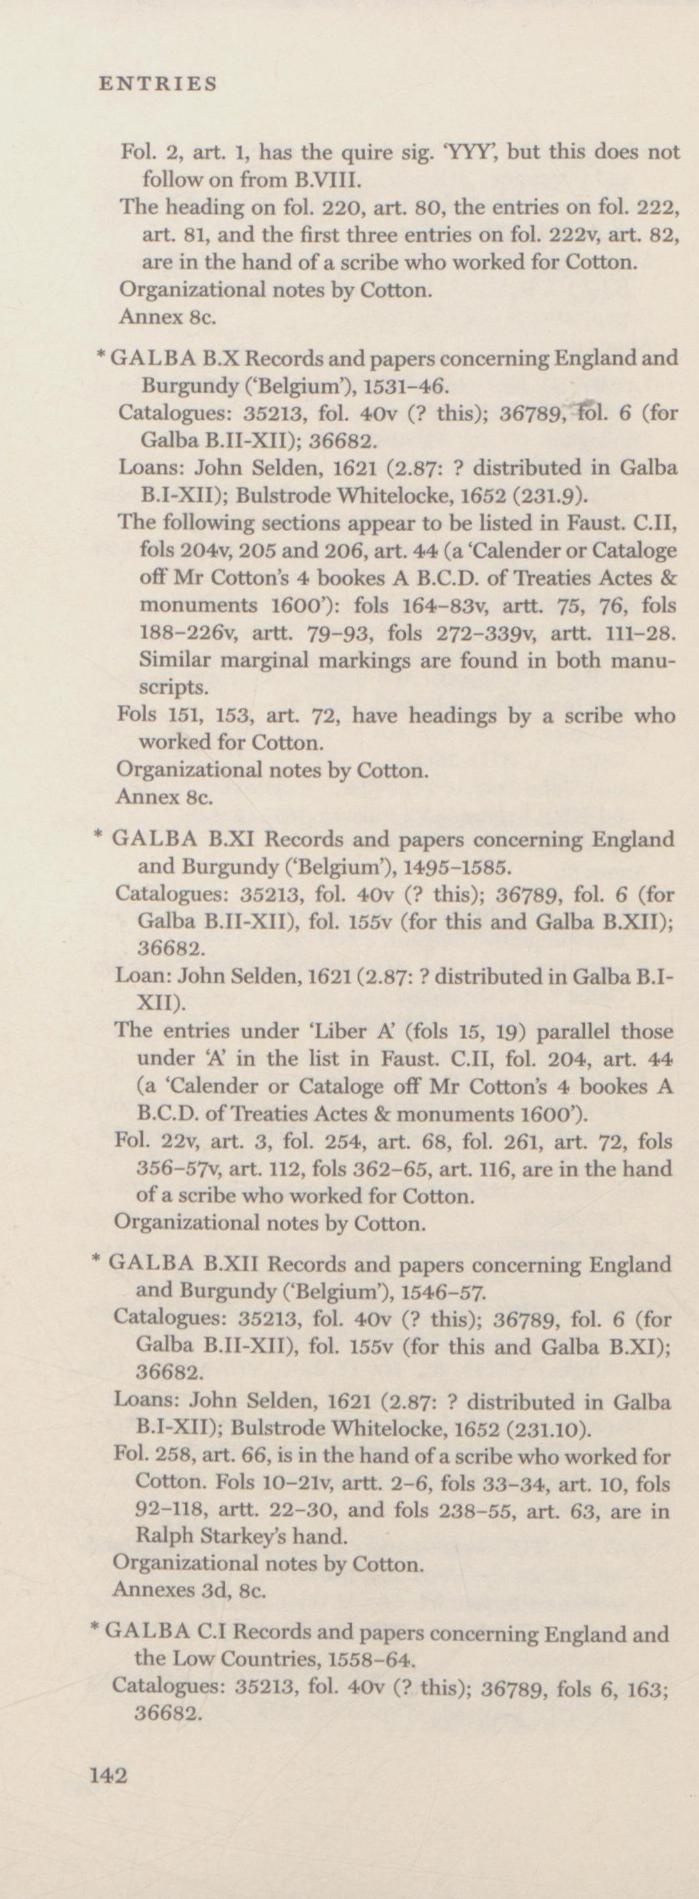 ENTRIES
Fol. 2, art. 1, has the quire sig. ‘YYY’, but this does not
follow on from B.VIII.
The heading on fol. 220, art. 80, the entries on fol. 222,
art. 81, and the first three entries on fol. 222v, art. 82,
are in the hand of a scribe who worked for Cotton.
Organizational notes by Cotton.
Annex 8c.
* GALBA B.X Records and papers concerning England and
Burgundy (‘Belgium’), 1531–46.
Catalogues: 35213, fol. 40v (? this); 36789, fol. 6 (for
Galba B.II-XII); 36682.
Loans: John Selden, 1621 (2.87: ? distributed in Galba
B.I-XII); Bulstrode Whitelocke, 1652 (231.9).
The following sections appear to be listed in Faust. C.II,
fols 204v, 205 and 206, art. 44 (a ‘Calender or Cataloge
off Mr Cotton’s 4 bookes A B.C.D. of Treaties Actes &
monuments 1600’): fols 164–83v, artt. 75, 76, fols
188–226v, artt. 79–93, fols 272–339v, artt. 111–28.
Similar marginal markings are found in both manu-
scripts.
Fols 151, 153, art. 72, have headings by a scribe who
worked for Cotton.
Organizational notes by Cotton.
Annex 8c.
* GALBA B.XI Records and papers concerning England
and Burgundy (‘Belgium’), 1495–1585.
Catalogues: 35213, fol. 40v (? this); 36789, fol. 6 (for
Galba B.II-XII), fol. 155v (for this and Galba B.XII);
36682.
Loan: John Selden, 1621 (2.87: ? distributed in Galba B.I-
XII).
The entries under ‘Liber A’ (fols 15, 19) parallel those
under ‘A’ in the list in Faust. C.II, fol. 204, art. 44
(a ‘Calender or Cataloge off Mr Cotton’s 4 bookes A
B.C.D. of Treaties Actes & monuments 1600’).
Fol. 22v, art. 3, fol. 254, art. 68, fol. 261, art. 72, fols
356–57v, art. 112, fols 362–65, art. 116, are in the hand
of a scribe who worked for Cotton.
Organizational notes by Cotton.
* GALBA B.XII Records and papers concerning England
and Burgundy (‘Belgium’), 1546–57.
Catalogues: 35213, fol. 40v (? this); 36789, fol. 6 (for
Galba B.II-XII), fol. 155v (for this and Galba B.XI);
36682.
Loans: John Selden, 1621 (2.87: ? distributed in Galba
B.I-XII); Bulstrode Whitelocke, 1652 (231.10).
Fol. 258, art. 66, is in the hand of a scribe who worked for
Cotton. Fols 10–21v, artt. 2–6, fols 33–34, art. 10, fols
92–118, artt. 22–30, and fols 238–55, art. 63, are in
Ralph Starkey’s hand.
Organizational notes by Cotton.
Annexes 3d, 8c.
* GALBA C.I Records and papers concerning England and
the Low Countries, 1558–64.
Catalogues: 35213, fol. 40v (? this); 36789, fols 6, 163;
36682.
142